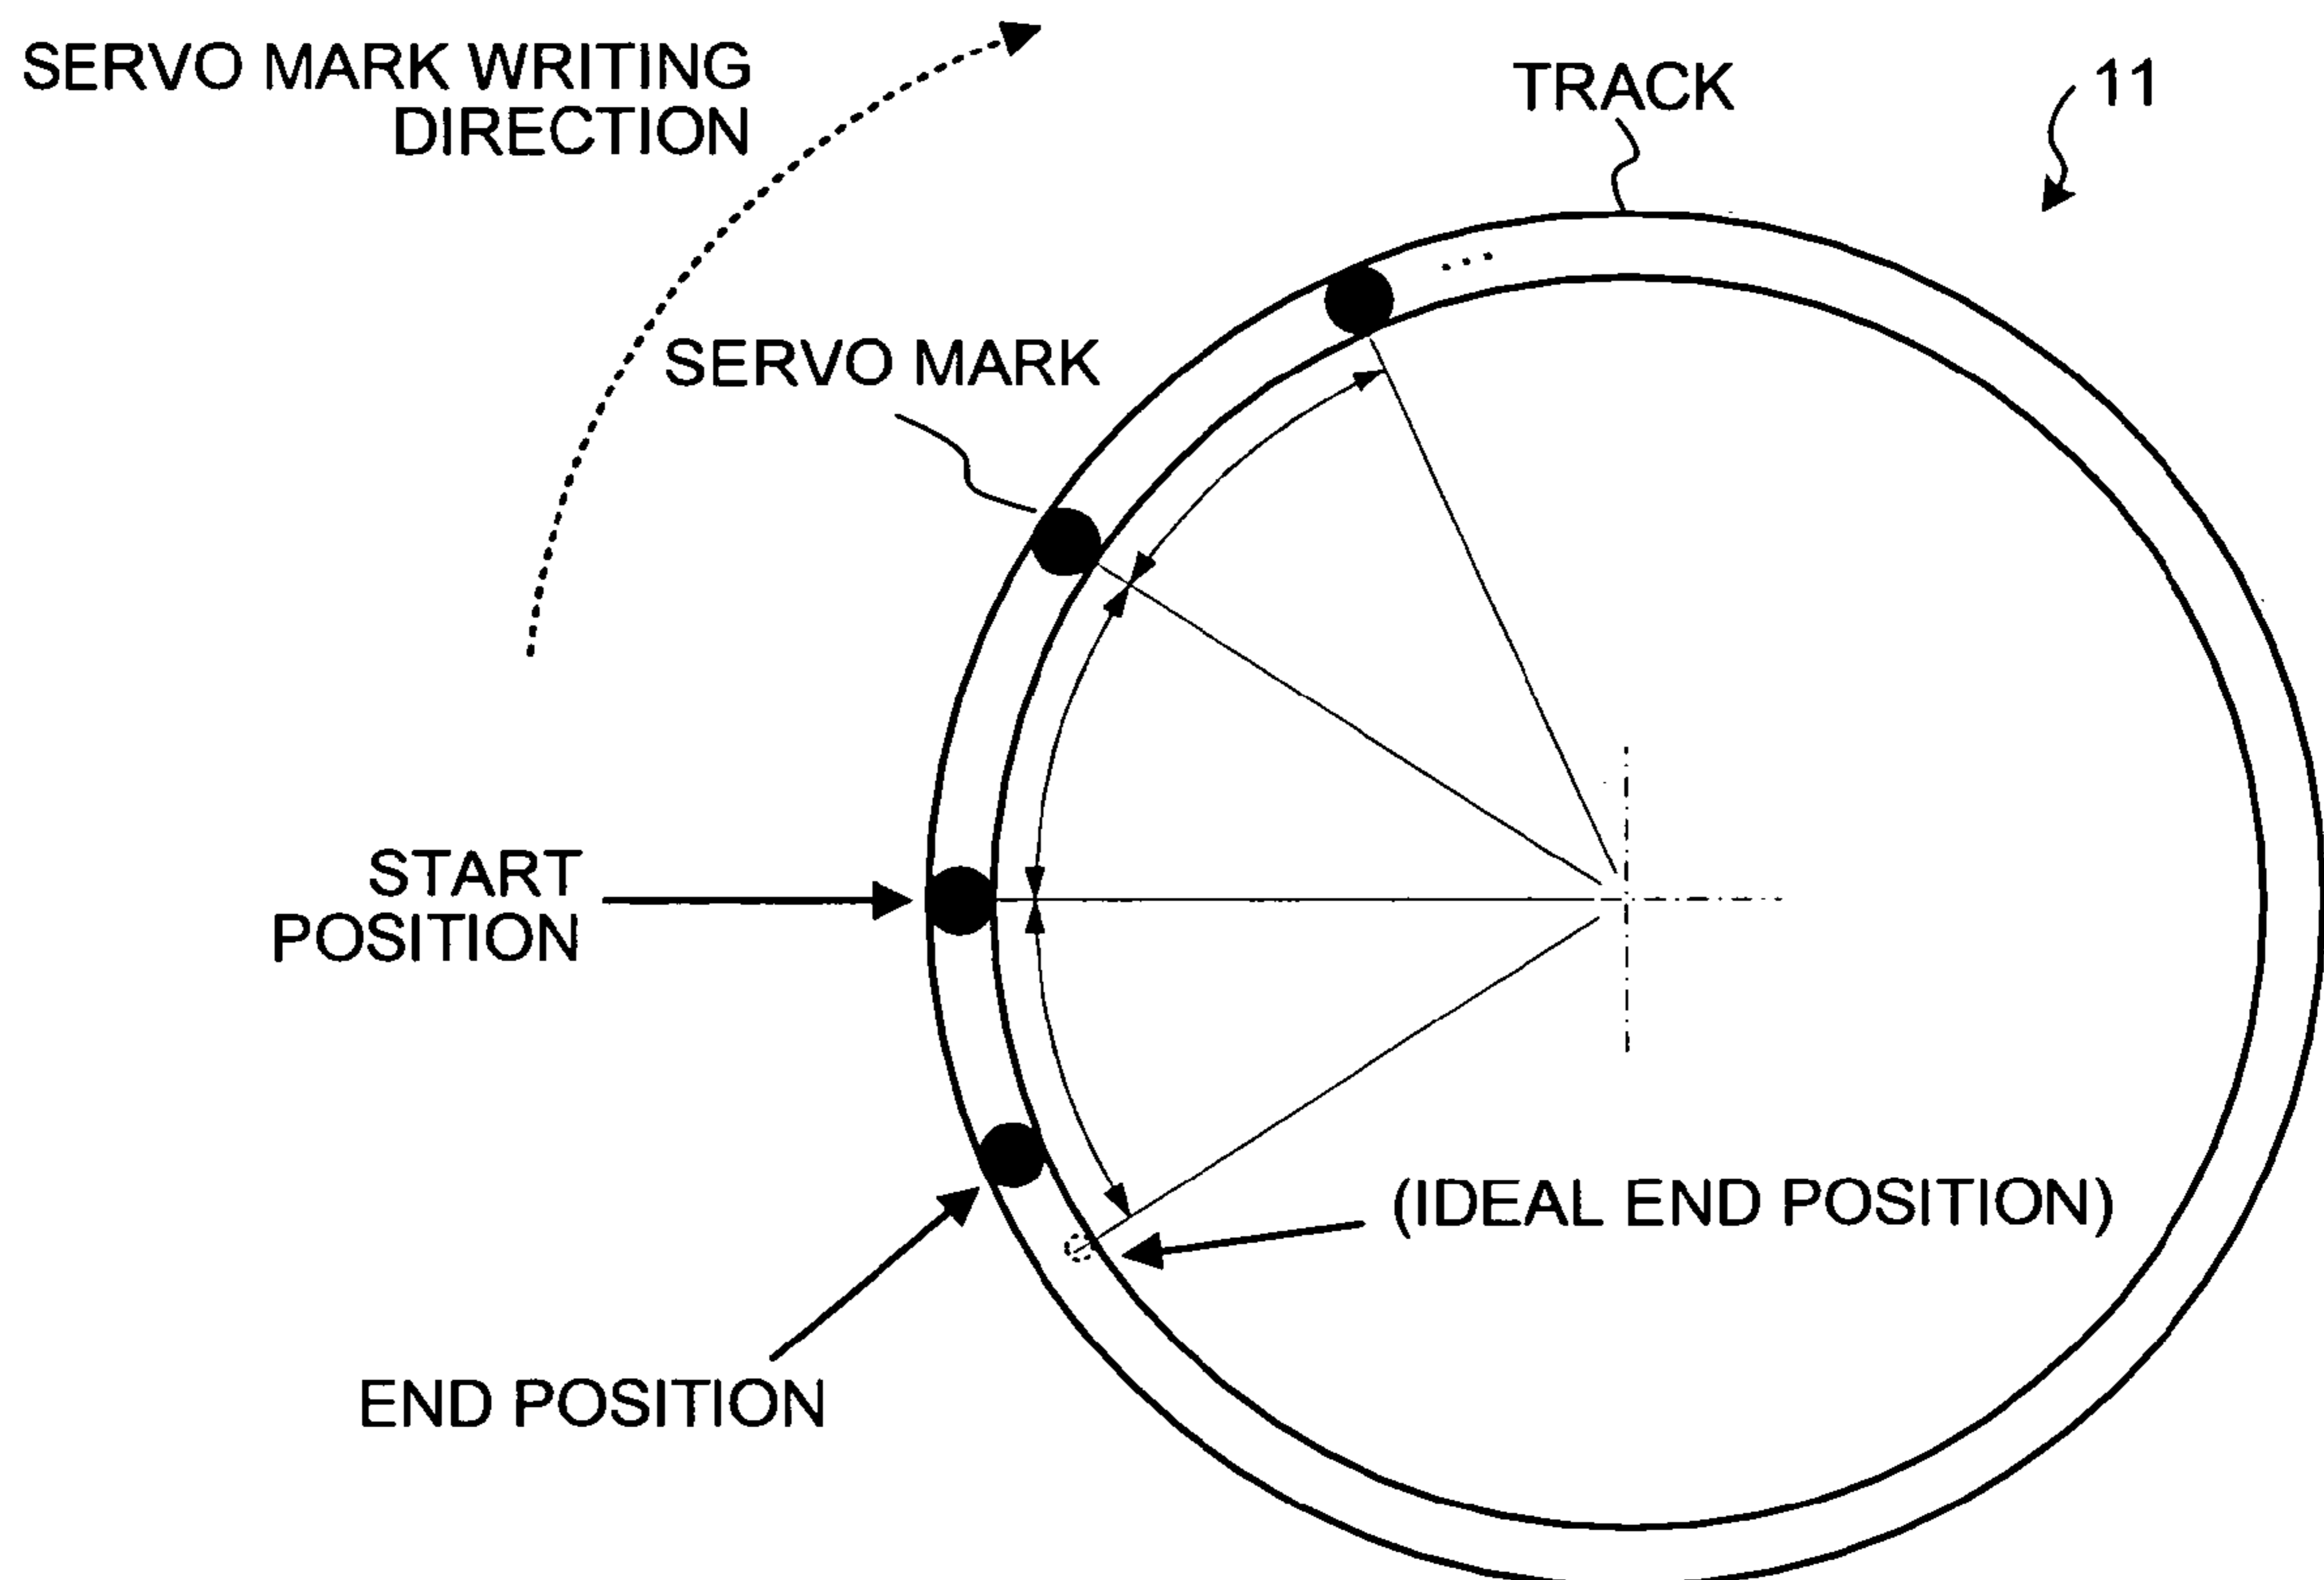 SERVO MARK WRITING
DIRECTION
TRACK
11
...
SERVO MARK
START
POSITION
(IDEAL END POSITION)
END POSITION